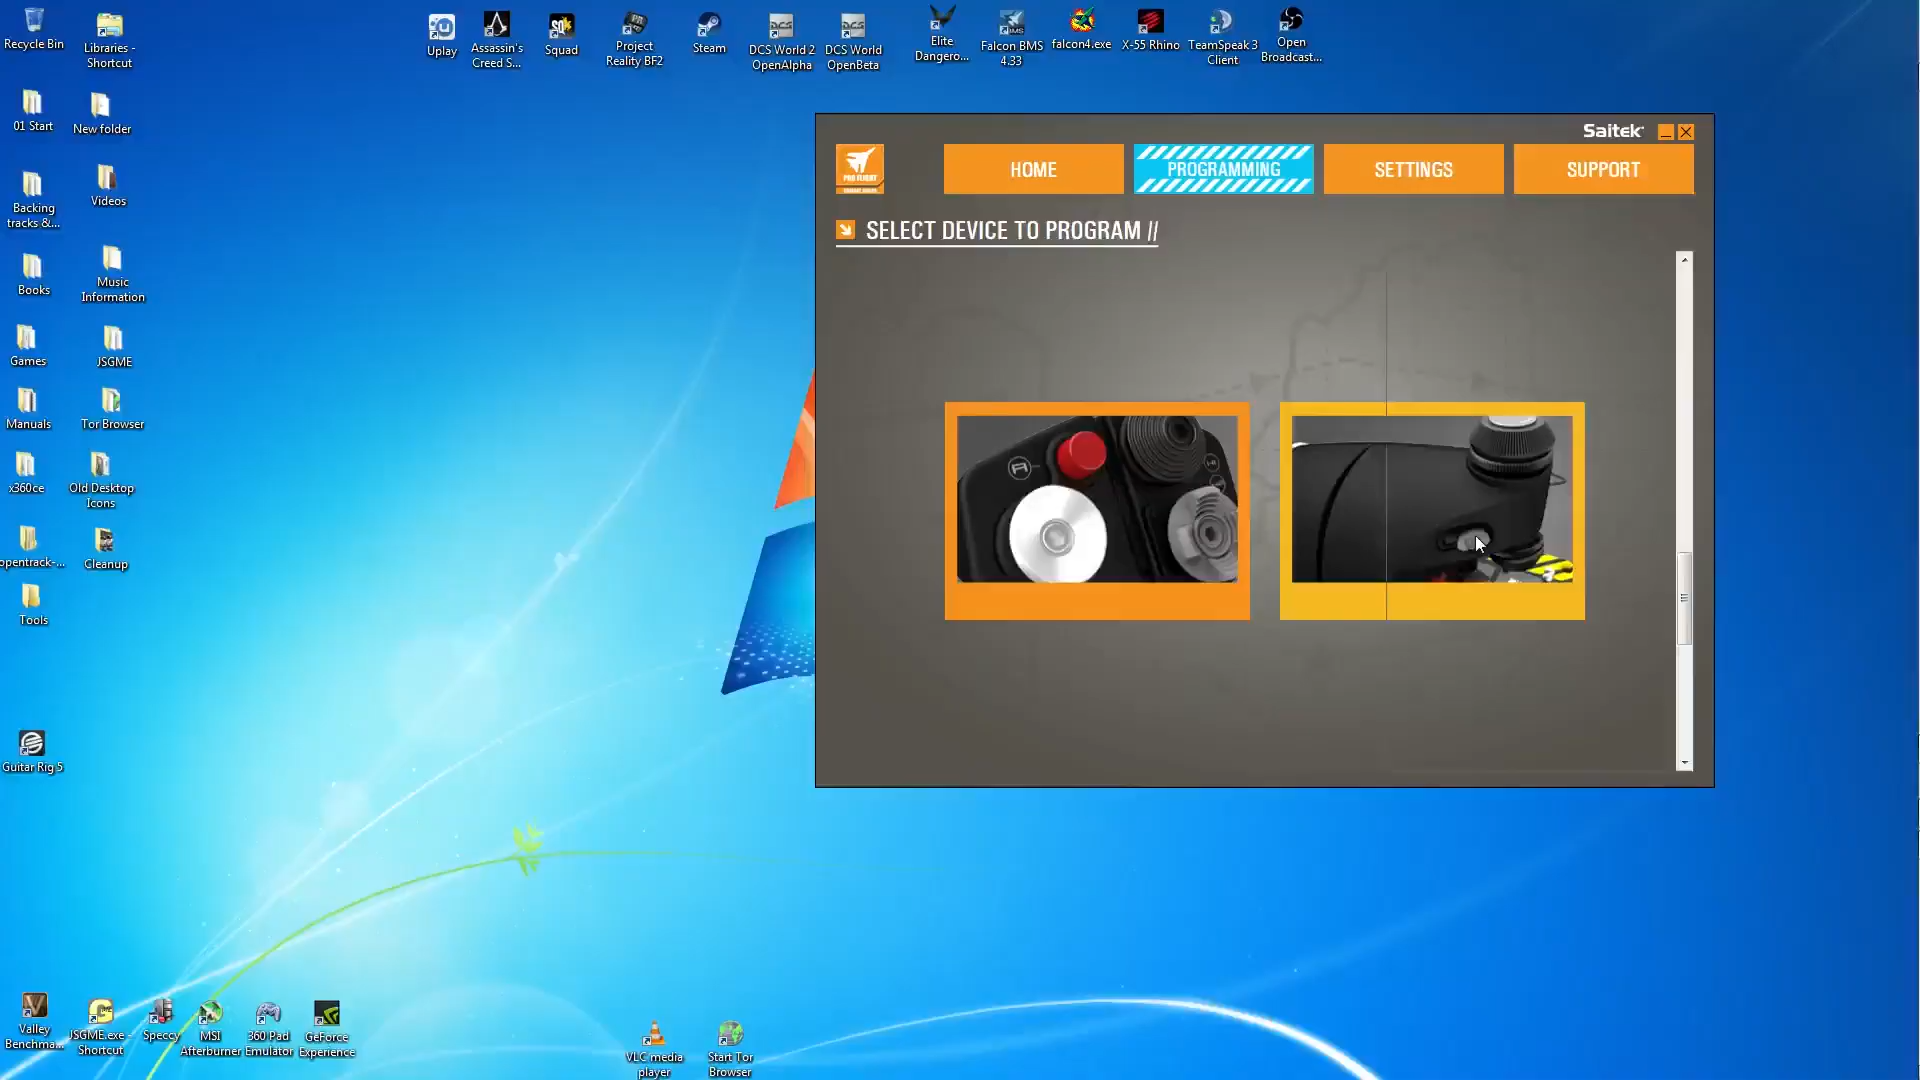 Recycle Bin
Libraries -
Shortcut
Uplay
Assassin's
Creed S...
Squad
Project
Reality BF2
Steam
DCS World 2
OpenAlpha
DCS World
OpenBeta
Elite
Dangero...
Falcon BMS
4.33
falcon4.exe
X-55 Rhino
TeamSpeak 3
Client
Open
Broadcast...
01 Start
New folder
Backing
tracks &...
Videos
Books
Music
Information
Games
JSGME
Manuals
Tor Browser
x360ce
Old Desktop
Icons
opentrack-...
Cleanup
Tools
Guitar Rig 5
Valley
Benchma...
JSGME.exe -
Shortcut
Speccy
MSI
Afterburner
360 Pad
Emulator
GeForce
Experience
VLC media
player
Start Tor
Browser
Saitek
PRO FLIGHT
HOME
PROGRAMMING
SETTINGS
SUPPORT
SELECT DEVICE TO PROGRAM //
A